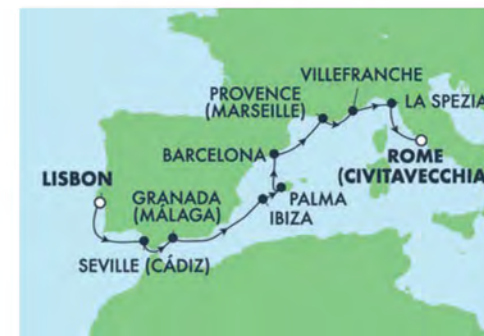 VILLEFRANCHE
PROVENCE
(MARSEILLE)
LA SPEZIA
BARCELONA
ROME
(CIVITAVECCHIA
LISBON
GRANADA
(MÁLAGA)
PALMA
IBIZA
SEVILLE (CÁDIZ)